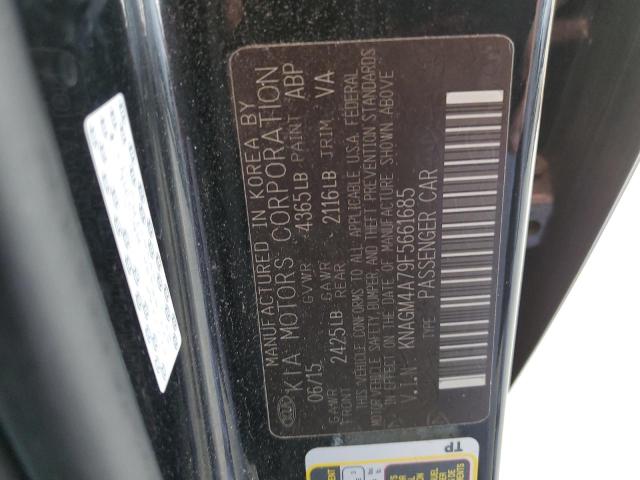 MANUFACTURED IN KOREA BY
KIA MOTORS CORPORATION
06/15 GVWR 4365LB PAINT ABP
GAWR FRONT 2425LB GAWR REAR 2116LB TRIM VA
THIS VEHICLE CONFORMS TO ALL APPLICABLE U.S.A FEDERAL
MOTOR VEHICLE SAFETY, BUMPER, AND THEFT PREVENTION STANDARDS
IN EFFECT ON THE DATE OF MANUFACTURE SHOWN ABOVE
V.I.N: KNAGM4A79F5661685
TYPE: PASSENGER CAR
TP